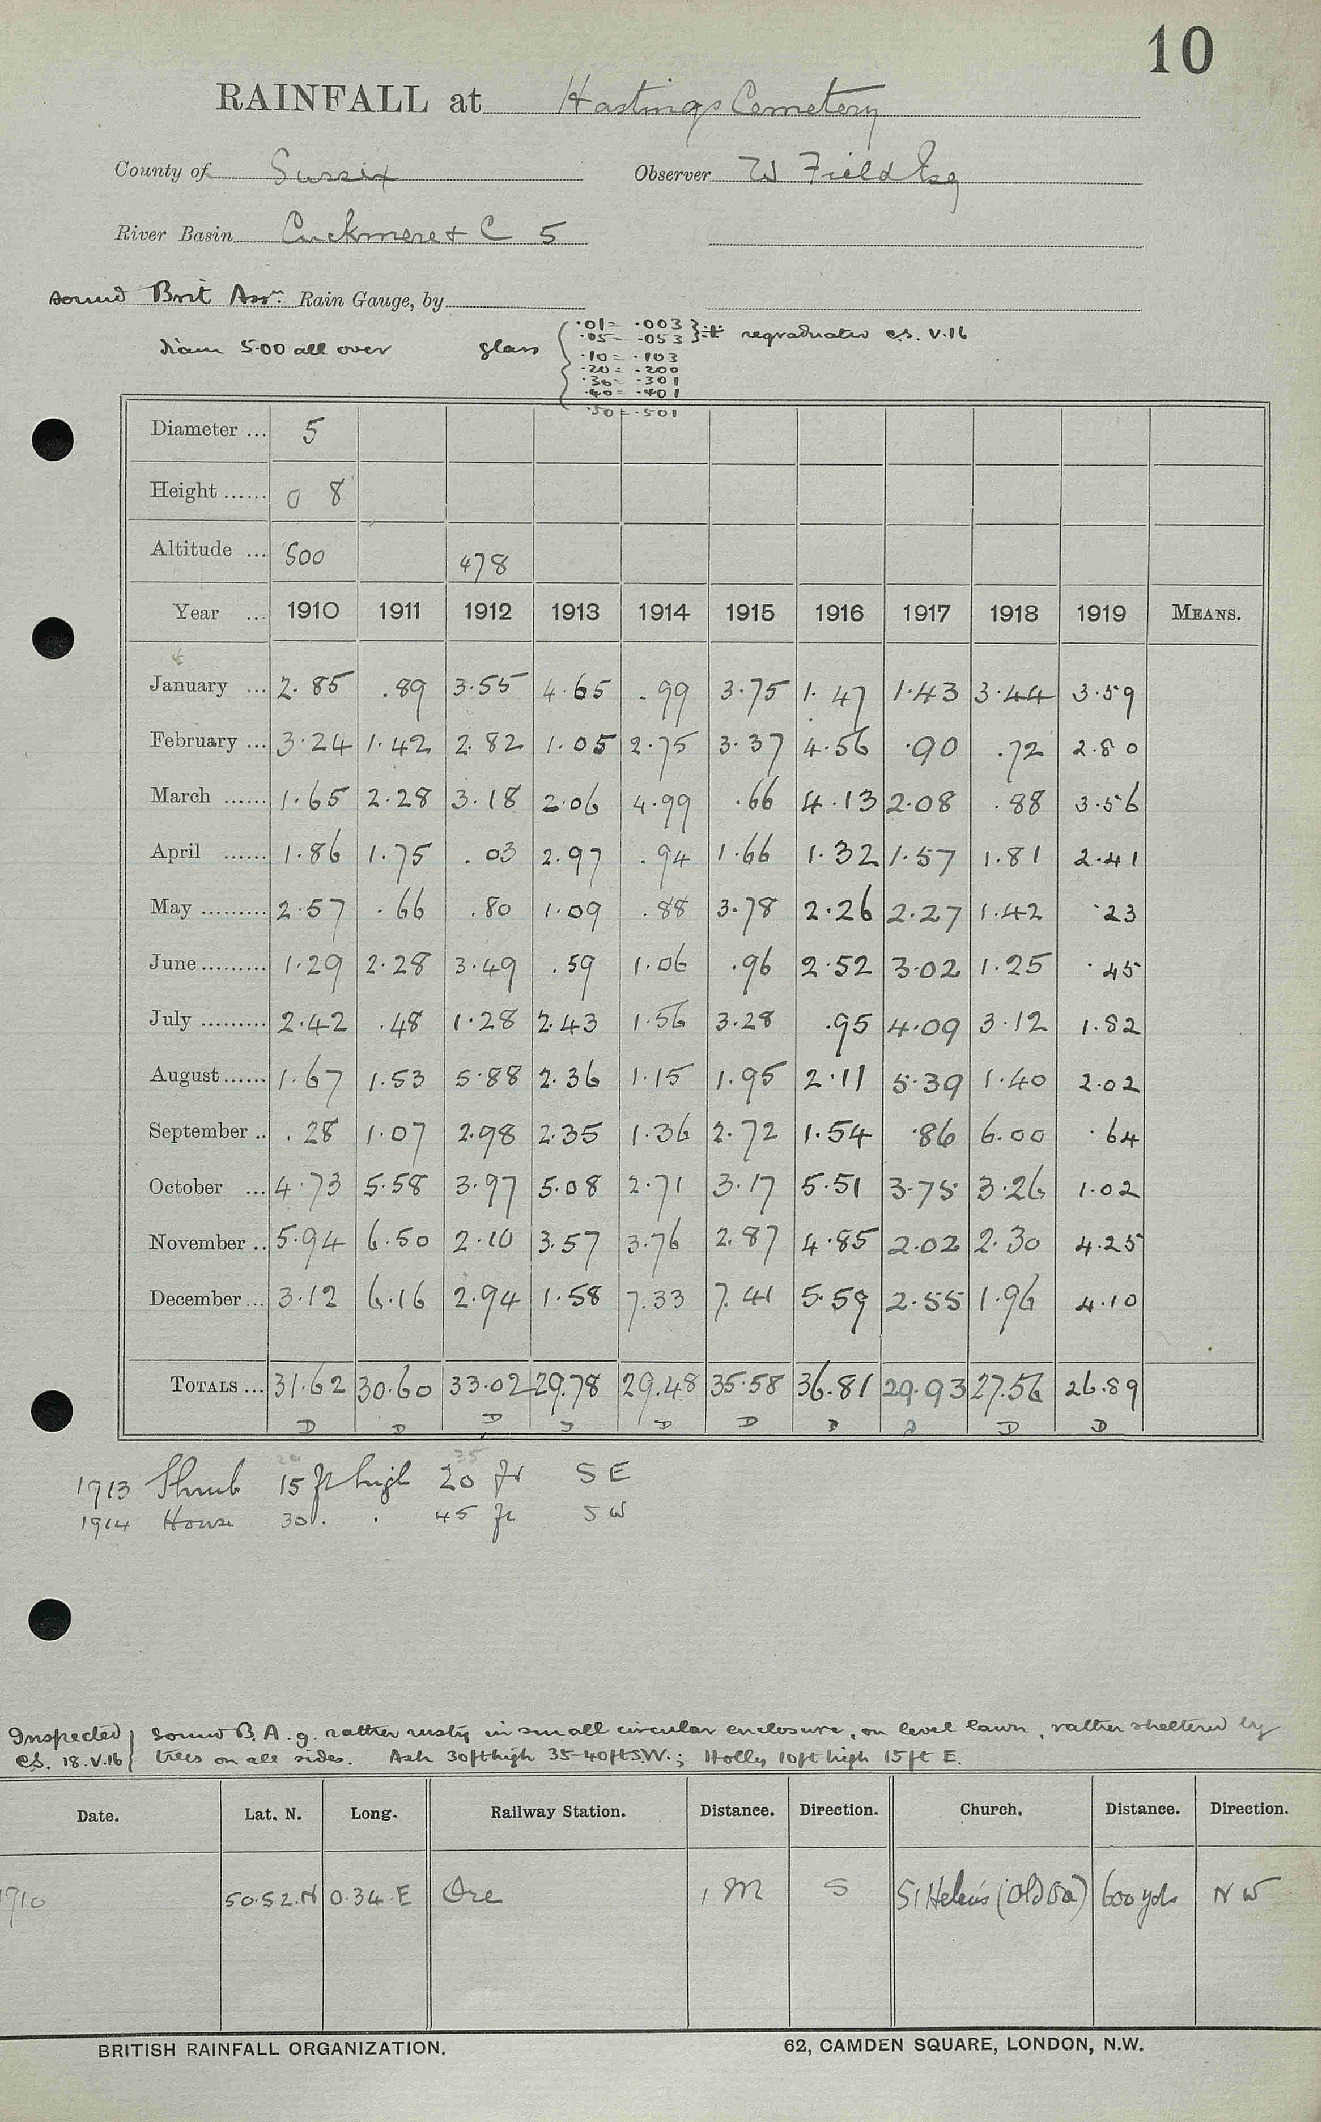 10
RAINFALL at Hastings Cemetery
County of Sussex Observer W Field Esq
River Basin Cuckmere & C 5
sound Brit Assn. Rain Gauge, by
diam 5.00 all over glass
.01 = .003
.05 = .053 regraduated c.s. V.16
.10 = .103
.20 = .200
.30 = .301
.40 = .401
.50 = .501
Diameter ... 5
Height ...... 0 8
Altitude ... 500 478
Year ... 1910 1911 1912 1913 1914 1915 1916 1917 1918 1919 MEANS.
January ... 2.85 .89 3.55 4.65 .99 3.75 1.47 1.43 3.44 3.59
February ... 3.24 1.42 2.82 1.05 2.75 3.37 4.56 .90 .72 2.80
March ...... 1.65 2.28 3.18 2.06 4.99 .66 4.13 2.08 .88 3.56
April ...... 1.86 1.75 .03 2.97 .94 1.66 1.32 1.57 1.81 2.41
May ......... 2.57 .66 .80 1.09 .88 3.78 2.26 2.27 1.42 .23
June ......... 1.29 2.28 3.49 .59 1.06 .96 2.52 3.02 1.25 .45
July ......... 2.42 .48 1.28 2.43 1.56 3.28 .95 4.09 3.12 1.82
August ...... 1.67 1.53 5.88 2.36 1.15 1.95 2.11 5.39 1.40 2.02
September .. .28 1.07 2.98 2.35 1.36 2.72 1.54 .86 6.00 .64
October ... 4.73 5.58 3.97 5.08 2.71 3.17 5.51 3.75 3.26 1.02
November .. 5.94 6.50 2.10 3.57 3.76 2.87 4.85 2.02 2.30 4.25
December ... 3.12 6.16 2.94 1.58 7.33 7.41 5.59 2.55 1.96 4.10
TOTALS ... 31.62 30.60 33.02 29.78 29.48 35.58 36.81 29.93 27.56 26.89
D D D D D D D D D D
20 35
1913 Shrub 15 ft high 20 ft SE
1914 House 30 . . 45 ft SW
Inspected sound B.A. g. rather rusty in small circular enclosure, on level lawn, rather sheltered by
c.s. 18.V.16 trees on all sides. Ash 30ft high 35-40ft S.W.; Holly 10ft high 15ft E.
Date. Lat. N. Long. Railway Station. Distance. Direction. Church. Distance. Direction.
1910 50.52.N 0.34.E Ore 1 M S St Helen's (Old Ch) 600 yds NW
BRITISH RAINFALL ORGANIZATION. 62, CAMDEN SQUARE, LONDON, N.W.